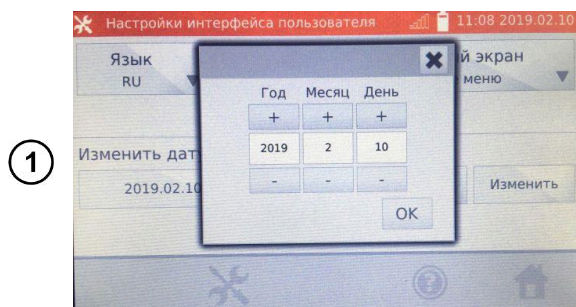 Настройки интерфейса пользователя 11:08 2019.02.10
Язык
RU
й экран
меню
Год Месяц День
+ + +
1
Изменить дат
2019 2 10
2019.02.10
- - -
Изменить
OK
?